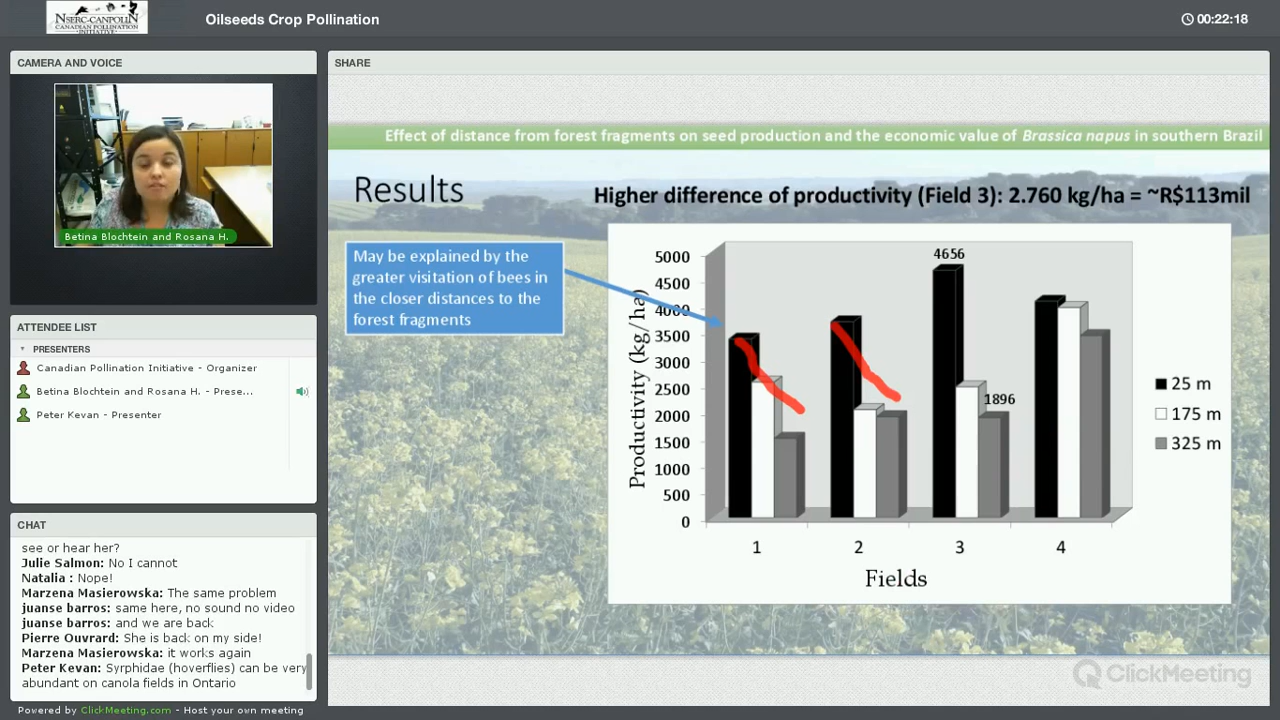 NSERC-CANPOLIN
CANADIAN POLLINATION
INITIATIVE
Oilseeds Crop Pollination
00:22:18
CAMERA AND VOICE
Betina Blochtein and Rosana H.
ATTENDEE LIST
PRESENTERS
Canadian Pollination Initiative - Organizer
Betina Blochtein and Rosana H. - Prese...
Peter Kevan - Presenter
CHAT
see or hear her?
Julie Salmon: No I cannot
Natalia : Nope!
Marzena Masierowska: The same problem
juanse barros: same here, no sound no video
juanse barros: and we are back
Pierre Ouvrard: She is back on my side!
Marzena Masierowska: it works again
Peter Kevan: Syrphidae (hoverflies) can be very
abundant on canola fields in Ontario
Powered by ClickMeeting.com - Host your own meeting
SHARE
Effect of distance from forest fragments on seed production and the economic value of Brassica napus in southern Brazil
Results
Higher difference of productivity (Field 3): 2.760 kg/ha = ~R$113mil
May be explained by the
greater visitation of bees in
the closer distances to the
forest fragments
Productivity (kg/ha)
5000
4500
4000
3500
3000
2500
2000
1500
1000
500
0
4656
1896
1
2
3
4
Fields
25 m
175 m
325 m
ClickMeeting